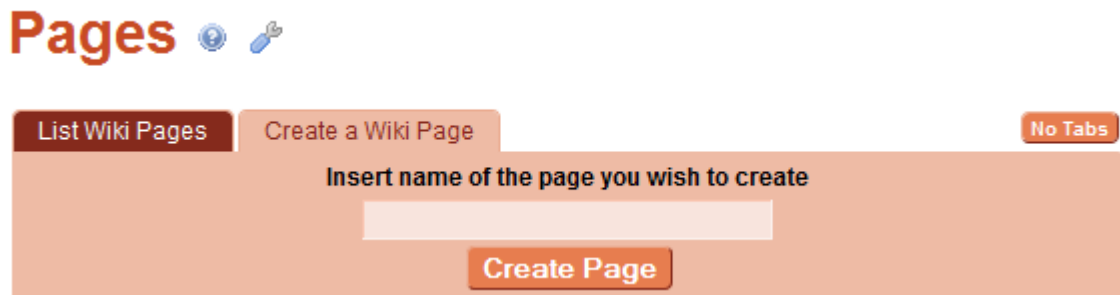 Pages
List Wiki Pages
Create a Wiki Page
No Tabs
Insert name of the page you wish to create
Create Page